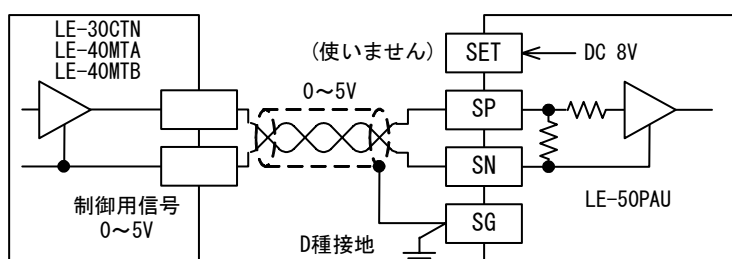 LE-30CTN
LE-40MTA
LE-40MTB
制御用信号
0～5V
0～5V
D種接地
(使いません)
SET
DC 8V
SP
SN
SG
LE-50PAU